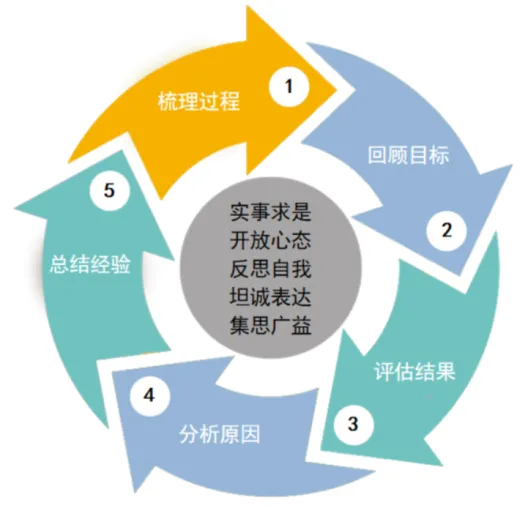 1
梳理过程
回顾目标
2
评估结果
3
分析原因
4
总结经验
5
实事求是
开放心态
反思自我
坦诚表达
集思广益